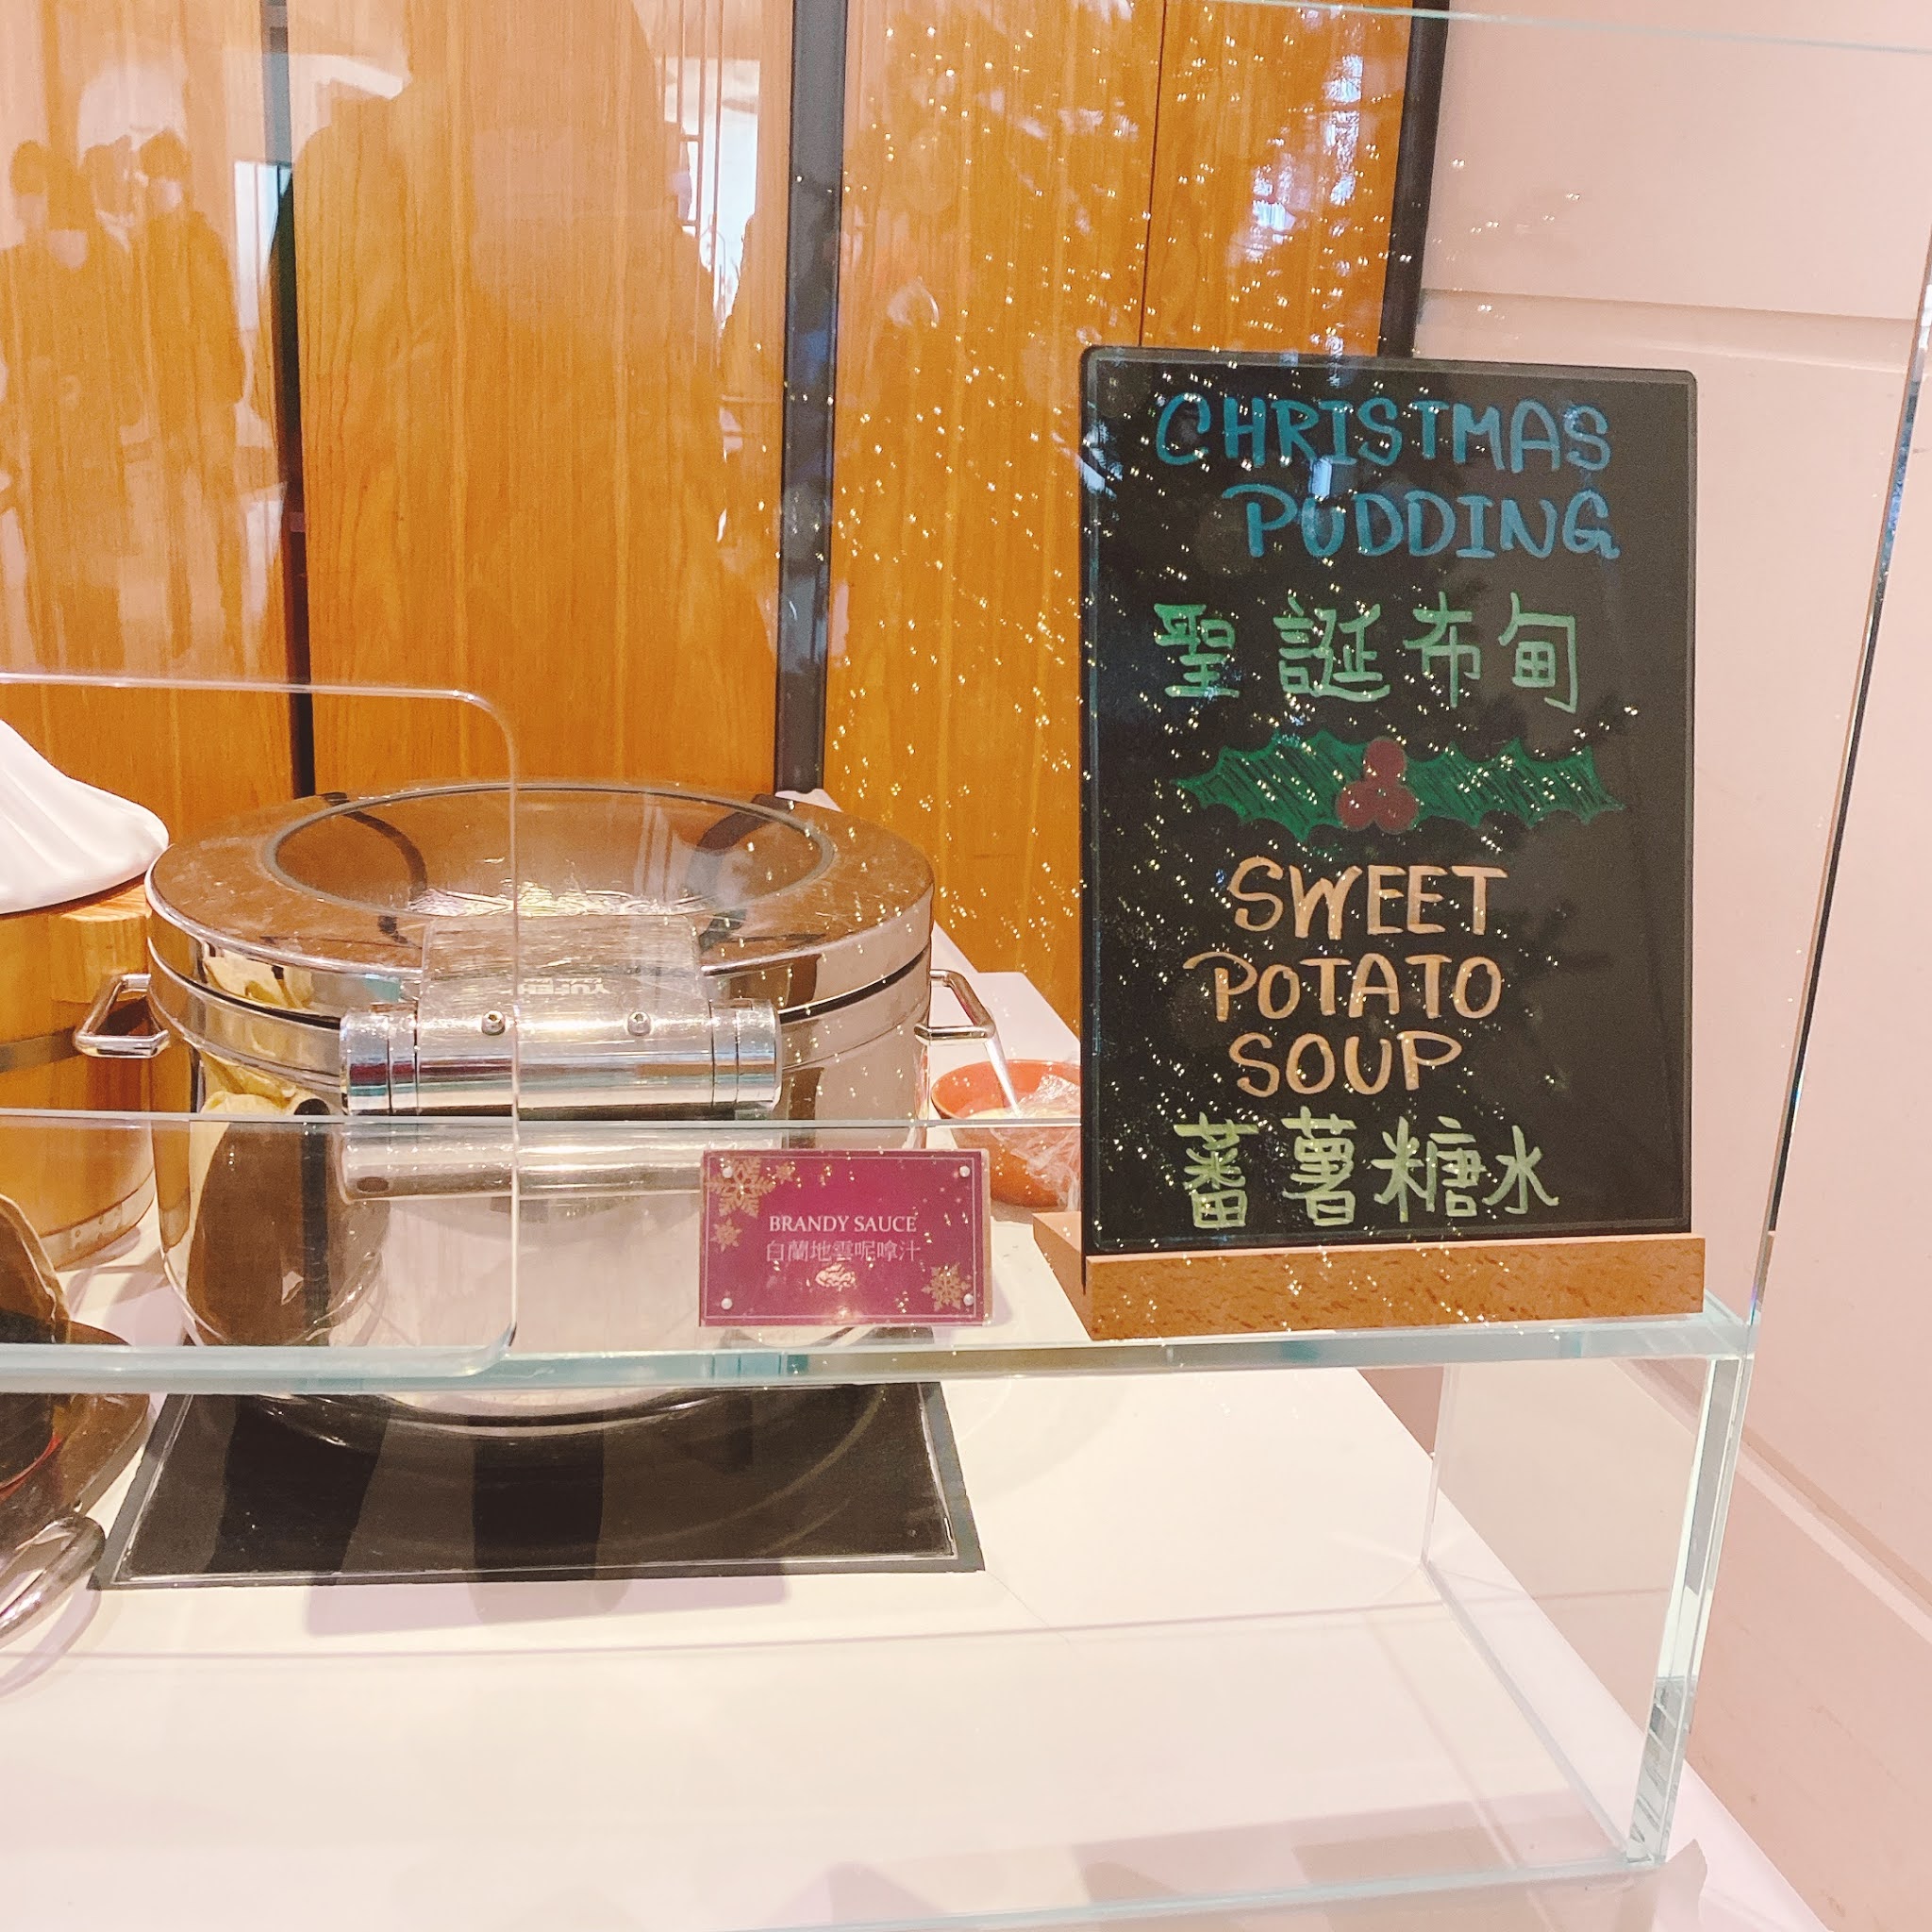 CHRISTMAS
PUDDING
聖誕布甸
SWEET
POTATO
SOUP
蕃薯糖水
BRANDY SAUCE
白蘭地雲呢嗱汁